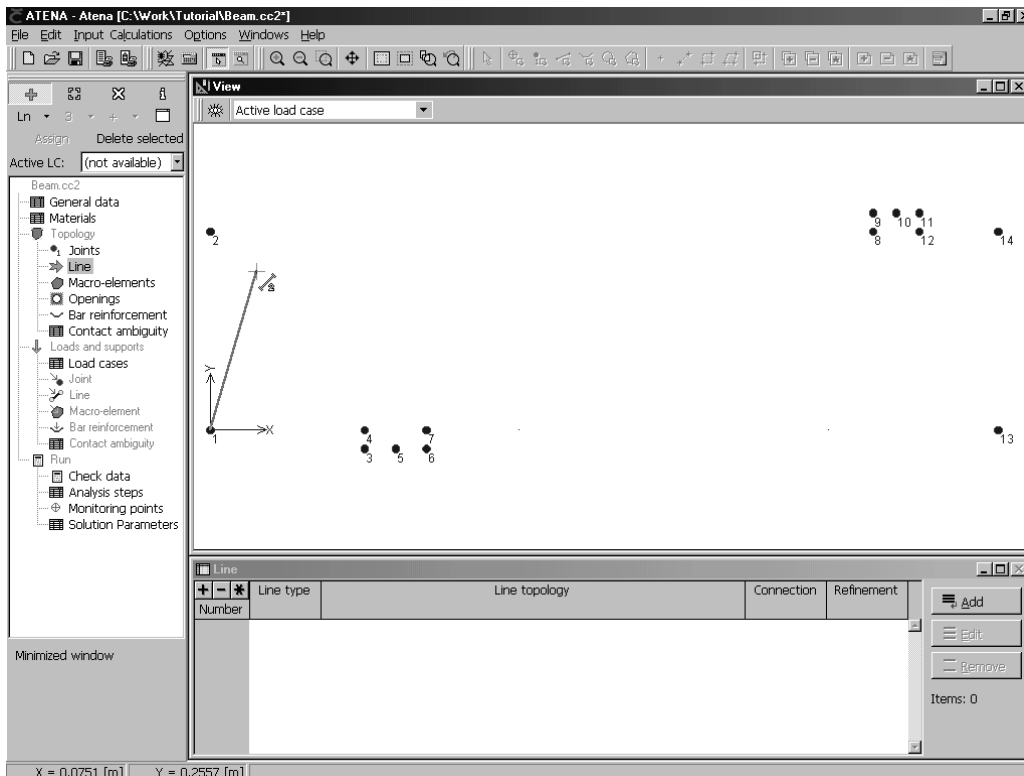 ATENA - Atena [C:\Work\Tutorial\Beam.cc2*]
File Edit Input Calculations Options Windows Help
View
Active load case
Ln 3 +
Assign Delete selected
Active LC: (not available)
Beam.cc2
General data
Materials
Topology
Joints
Line
Macro-elements
Openings
Bar reinforcement
Contact ambiguity
Loads and supports
Load cases
Joint
Line
Macro-element
Bar reinforcement
Contact ambiguity
Run
Check data
Analysis steps
Monitoring points
Solution Parameters
Minimized window
9 10 11
2 8 12 14
Y
X
1 4 7 13
3 5 6
Line
Number Line type Line topology Connection Refinement
Add
Edit
Remove
Items: 0
X = 0.0751 [m] Y = 0.2557 [m]